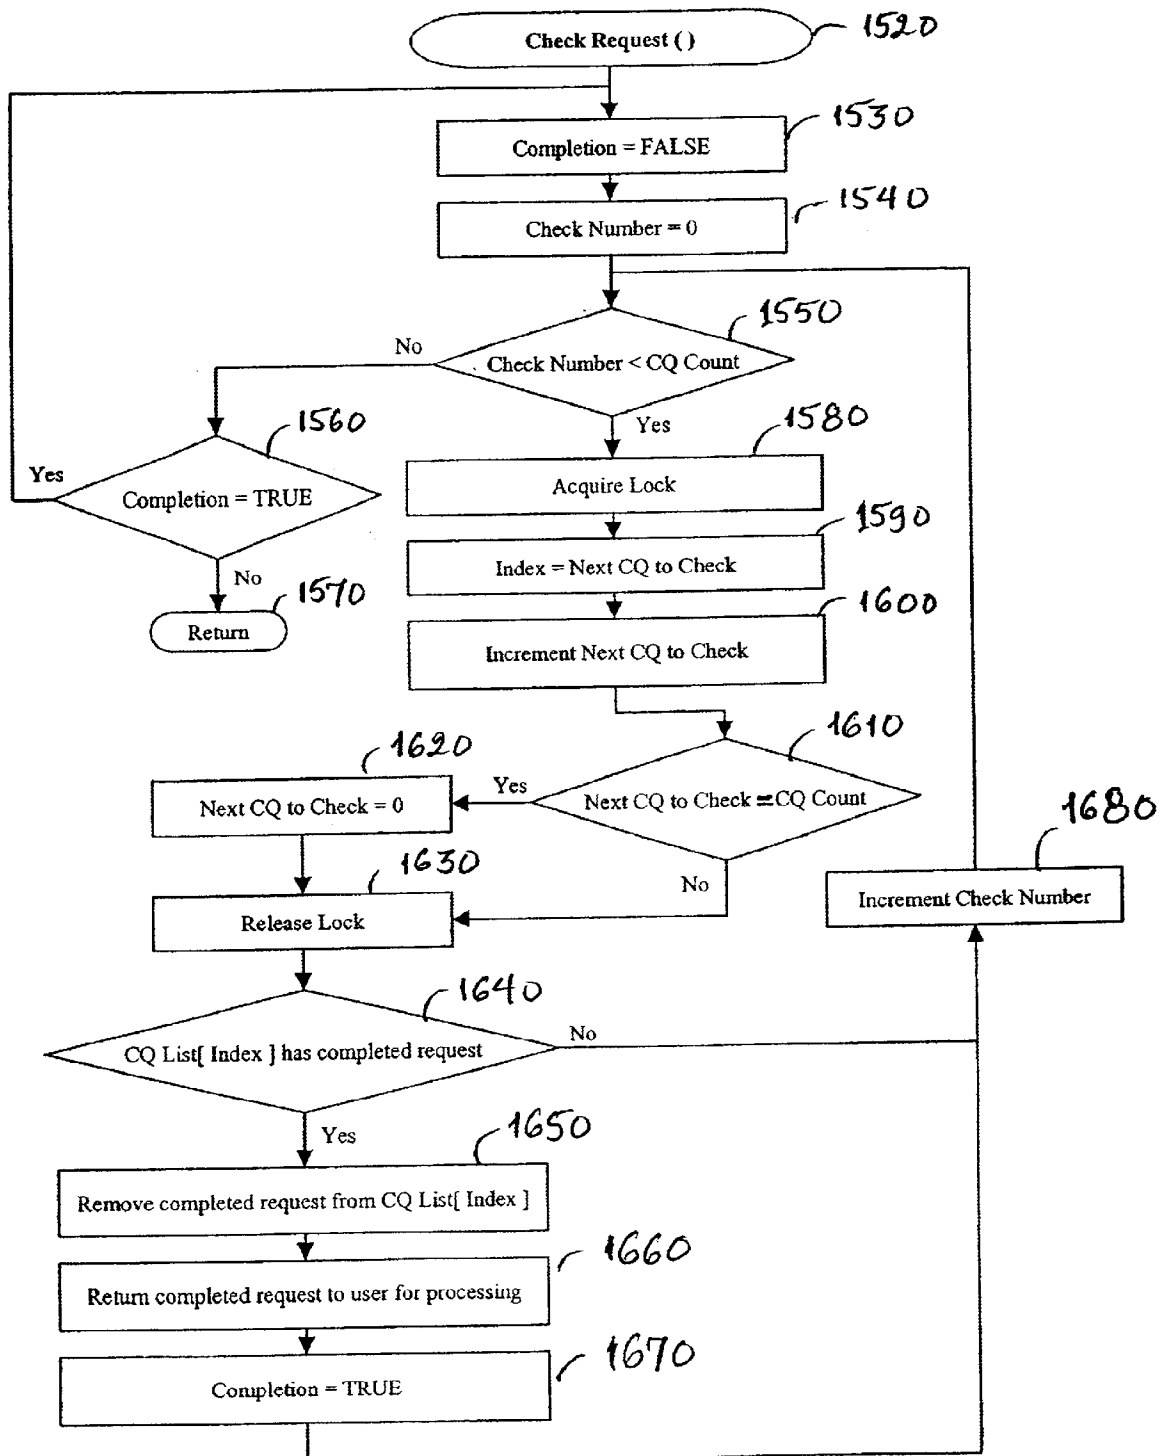 Check Request ( )
1520
Completion = FALSE
1530
Check Number = 0
1540
Check Number < CQ Count
1550
No
Yes
Completion = TRUE
1560
Yes
No
Return
1570
Acquire Lock
1580
Index = Next CQ to Check
1590
Increment Next CQ to Check
1600
Next CQ to Check = CQ Count
1610
Yes
No
Next CQ to Check = 0
1620
Release Lock
1630
Increment Check Number
1680
CQ List[ Index ] has completed request
1640
No
Yes
Remove completed request from CQ List[ Index ]
1650
Return completed request to user for processing
1660
Completion = TRUE
1670